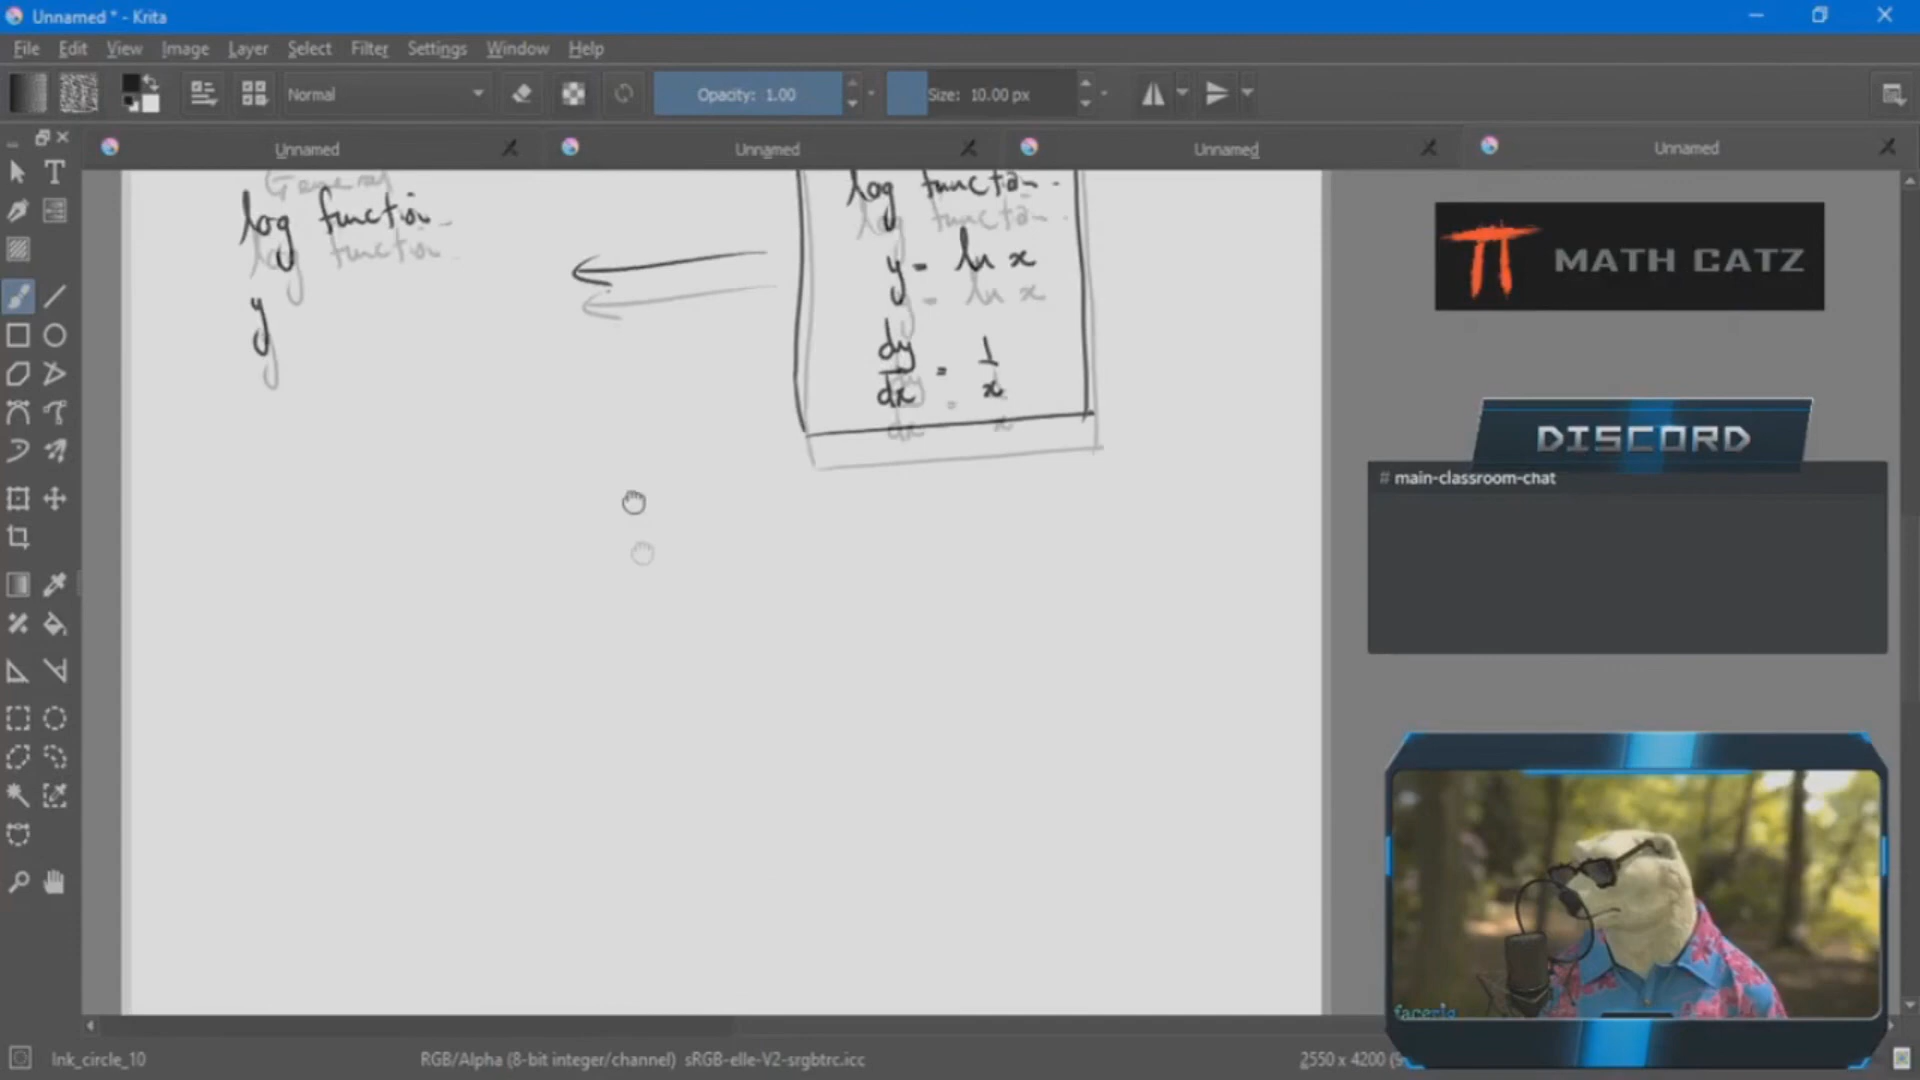 Unnamed * - Krita
File Edit View Image Layer Select Filter Settings Window Help
Normal
Opacity: 1.00
Size: 10.00 px
Unnamed
Unnamed
Unnamed
Unnamed
General
log function
y
log function
y = ln x
dy/dx = 1/x
π MATH CATZ
DISCORD
# main-classroom-chat
facerig
Ink_circle_10
RGB/Alpha (8-bit integer/channel) sRGB-elle-V2-srgbtrc.icc
2550 x 4200